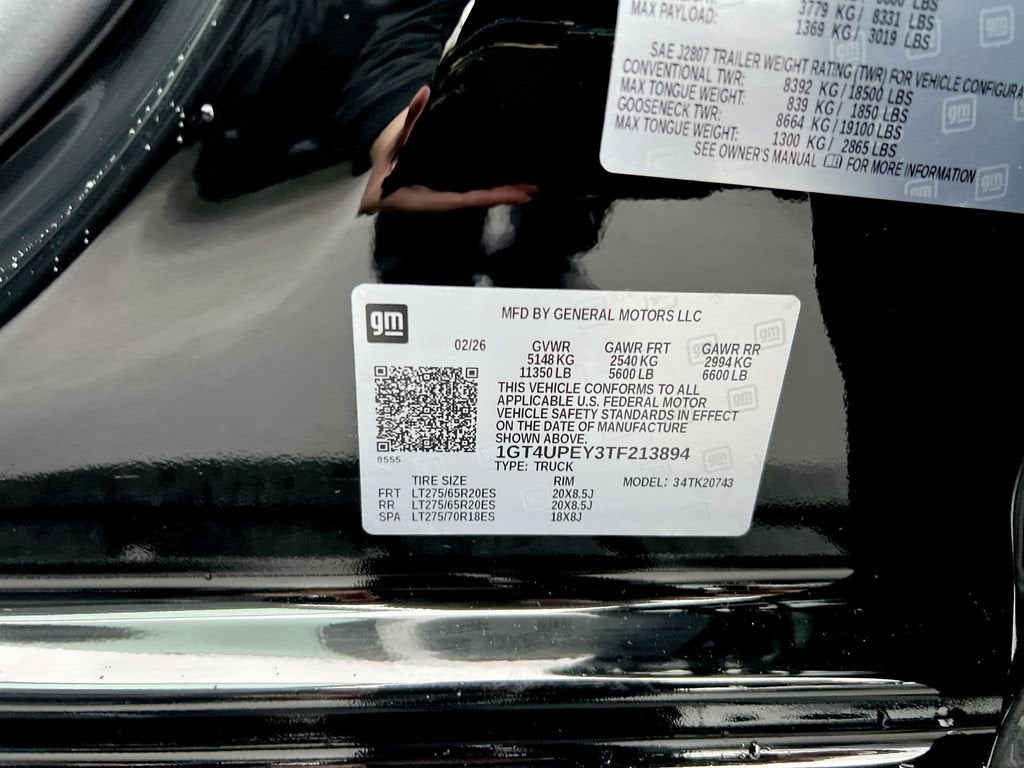 MAX PAYLOAD: 3779 KG / 8331 LBS
1369 KG / 3019 LBS
SAE J2807 TRAILER WEIGHT RATING (TWR) FOR VEHICLE
CONVENTIONAL TWR: 8392 KG / 18500 LBS
MAX TONGUE WEIGHT: 839 KG / 1850 LBS
GOOSENECK TWR: 8664 KG / 19100 LBS
MAX TONGUE WEIGHT: 1300 KG / 2865 LBS
SEE OWNER'S MANUAL FOR MORE INFORMATION
gm
MFD BY GENERAL MOTORS LLC
02/26 GVWR GAWR FRT GAWR RR
5148 KG 2540 KG 2994 KG
11350 LB 5600 LB 6600 LB
THIS VEHICLE CONFORMS TO ALL
APPLICABLE U.S. FEDERAL MOTOR
VEHICLE SAFETY STANDARDS IN EFFECT
ON THE DATE OF MANUFACTURE
SHOWN ABOVE.
8555
1GT4UPEY3TF213894
TYPE: TRUCK
TIRE SIZE RIM MODEL: 34TK20743
FRT LT275/65R20ES 20X8.5J
RR LT275/65R20ES 20X8.5J
SPA LT275/70R18ES 18X8J